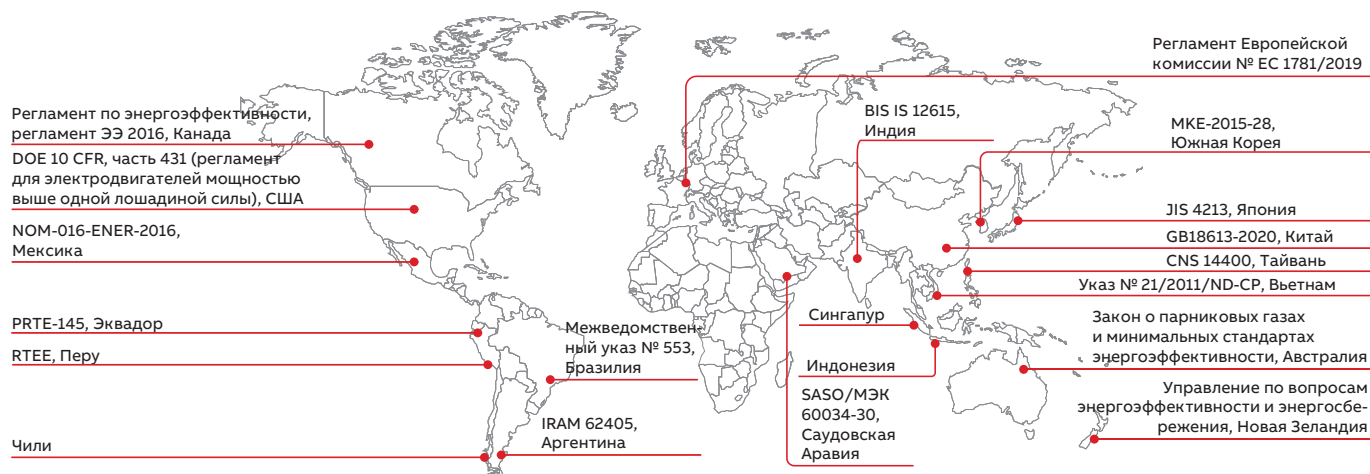 Регламент по энергоэффективности,
регламент ЭЭ 2016, Канада
DOE 10 CFR, часть 431 (регламент
для электродвигателей мощностью
выше одной лошадиной силы), США
NOM-016-ENER-2016,
Мексика
PRTE-145, Эквадор
RTEE, Перу
Чили
Межведомствен-
ный указ № 553,
Бразилия
IRAM 62405,
Аргентина
Регламент Европейской
комиссии № ЕС 1781/2019
BIS IS 12615,
Индия
MKE-2015-28,
Южная Корея
JIS 4213, Япония
GB18613-2020, Китай
CNS 14400, Тайвань
Указ № 21/2011/ND-CP, Вьетнам
Сингапур
Индонезия
SASO/МЭК
60034-30,
Саудовская
Аравия
Закон о парниковых газах
и минимальных стандартах
энергоэффективности, Австралия
Управление по вопросам
энергоэффективности и энергосбе-
режения, Новая Зеландия